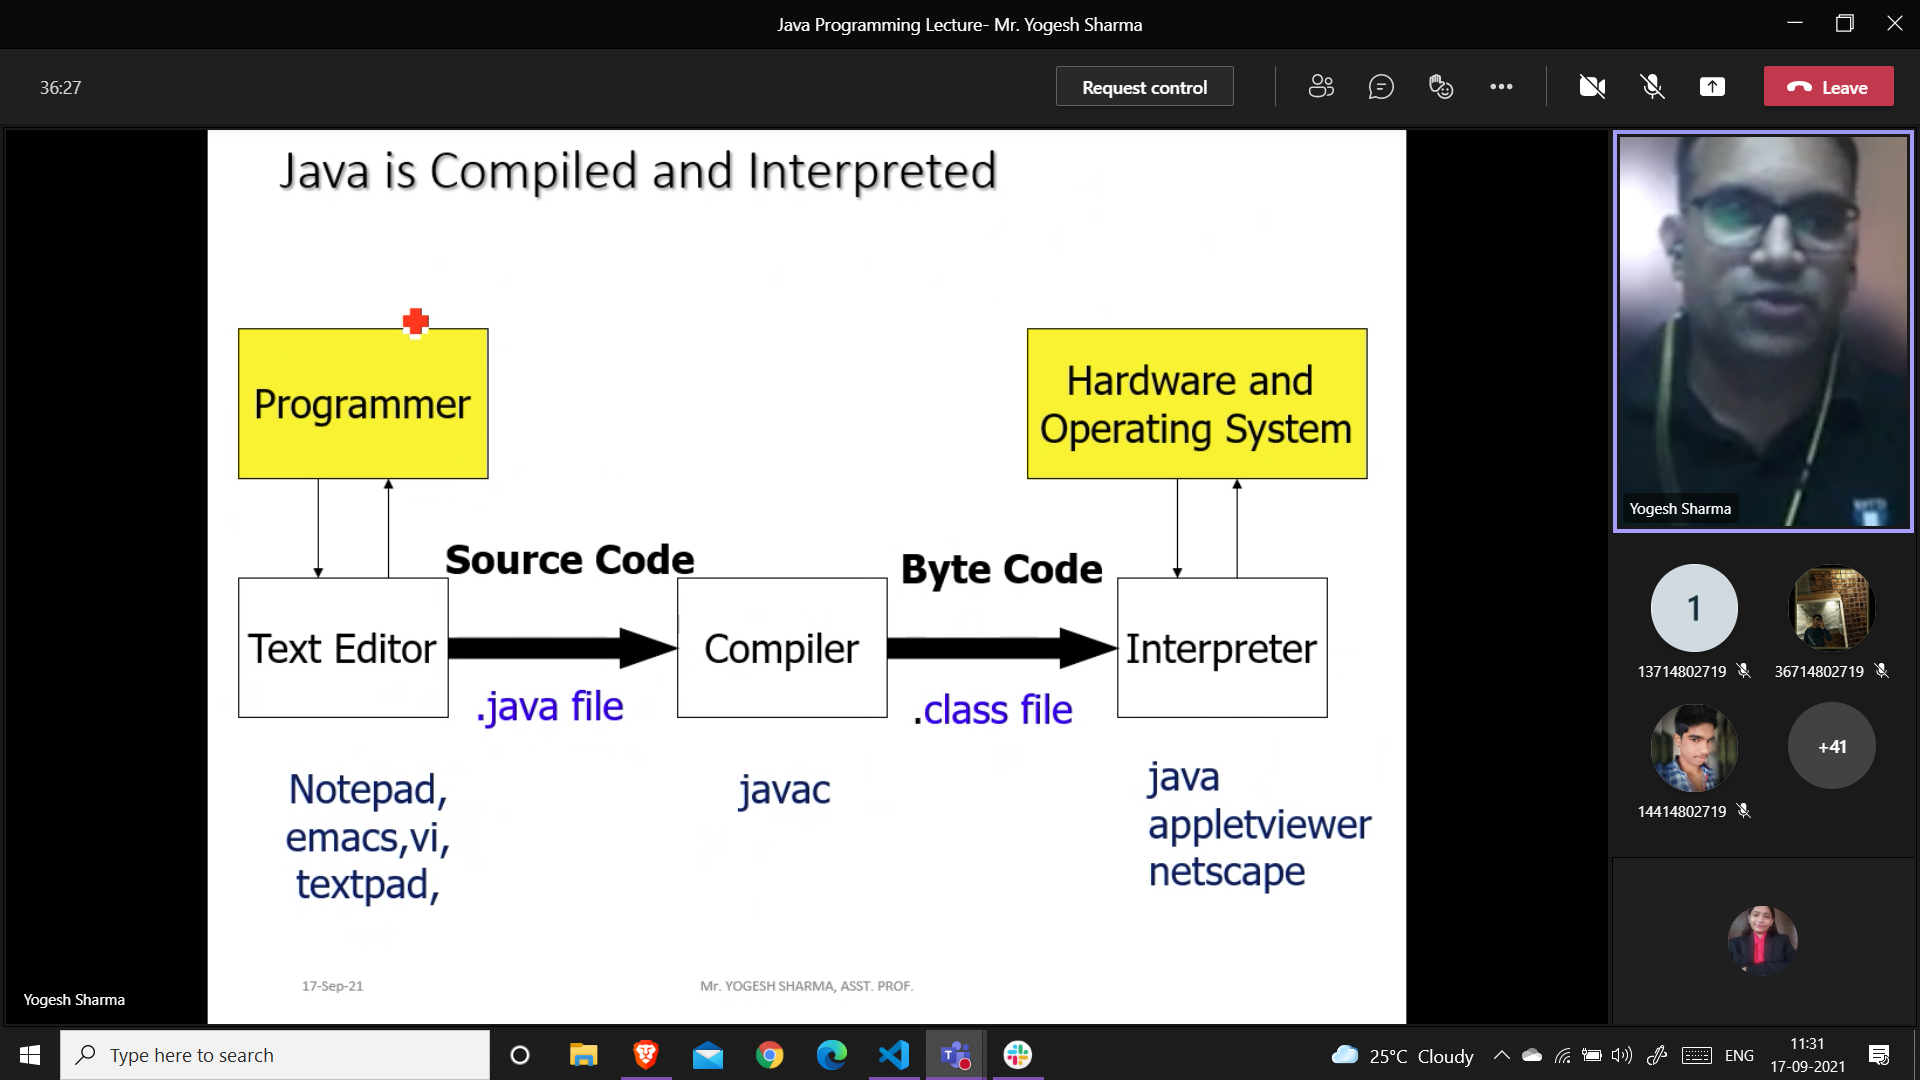 Java Programming Lecture- Mr. Yogesh Sharma
36:27
Request control
Leave
Java is Compiled and Interpreted
Programmer
Hardware and
Operating System
Source Code
Byte Code
Text Editor
Compiler
Interpreter
.java file
.class file
Notepad,
emacs,vi,
textpad,
javac
java
appletviewer
netscape
17-Sep-21
Mr. YOGESH SHARMA, ASST. PROF.
Yogesh Sharma
Yogesh Sharma
1
13714802719
36714802719
14414802719
+41
Type here to search
25°C Cloudy
ENG
11:31
17-09-2021